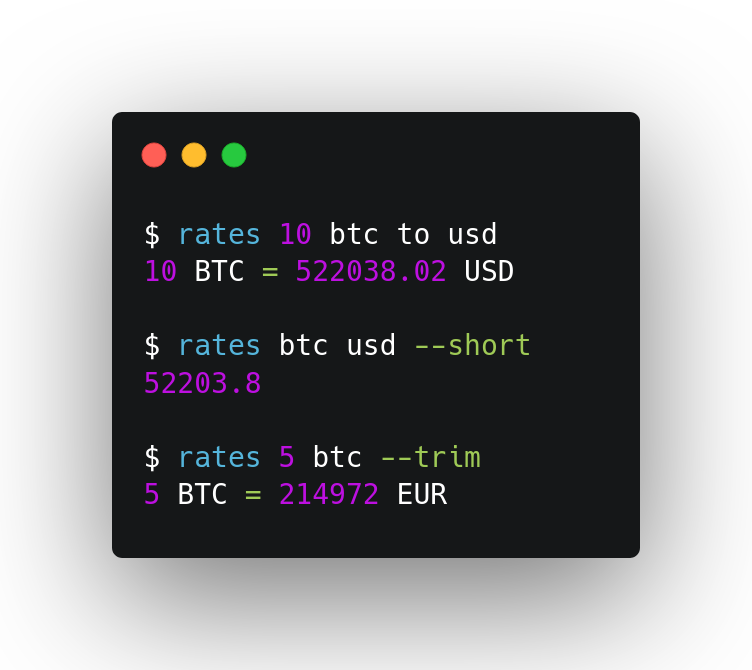 $ rates 10 btc to usd
10 BTC = 522038.02 USD
$ rates btc usd --short
52203.8
$ rates 5 btc --trim
5 BTC = 214972 EUR